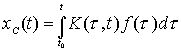 x_C(t) = ∫_{t_0}^{t} K(τ,t) f(τ) dτ